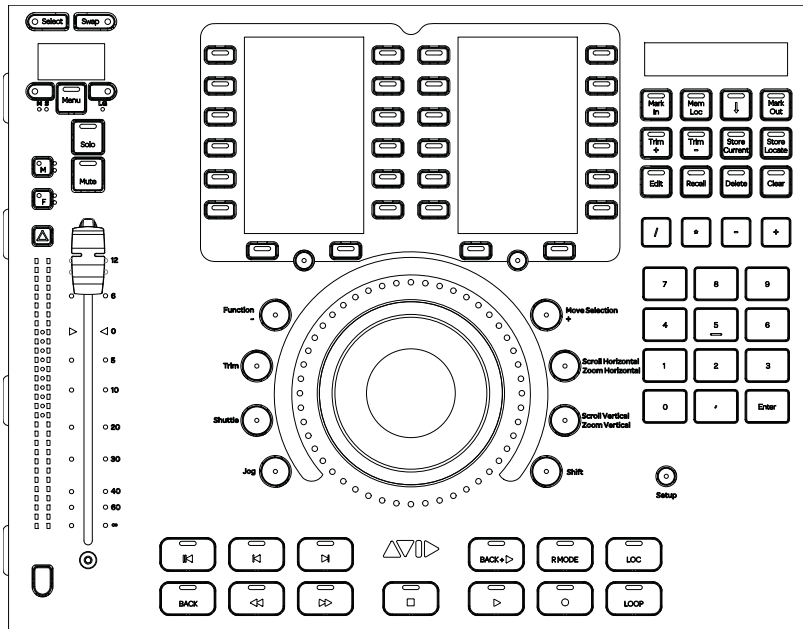 Select
Swap
M S
Menu
LG
Solo
M
Mute
F
12
6
0
5
10
20
30
40
60
∞
Function
-
Trim
Shuttle
Jog
Move Selection
+
Scroll Horizontal
Zoom Horizontal
Scroll Vertical
Zoom Vertical
Shift
Mark
In
Mem
Loc
Mark
Out
Trim
+
Trim
-
Store
Current
Store
Locate
Edit
Recall
Delete
Clear
/
*
-
+
7
8
9
4
5
6
1
2
3
0
,
Enter
Setup
AVID
BACK+
R MODE
LOC
BACK
LOOP